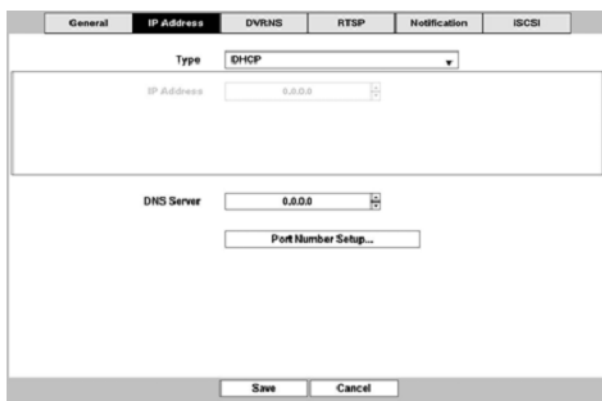 General IP Address DVRNS RTSP Notification iSCSI
Type DHCP
IP Address 0.0.0.0
DNS Server 0.0.0.0
Port Number Setup...
Save Cancel